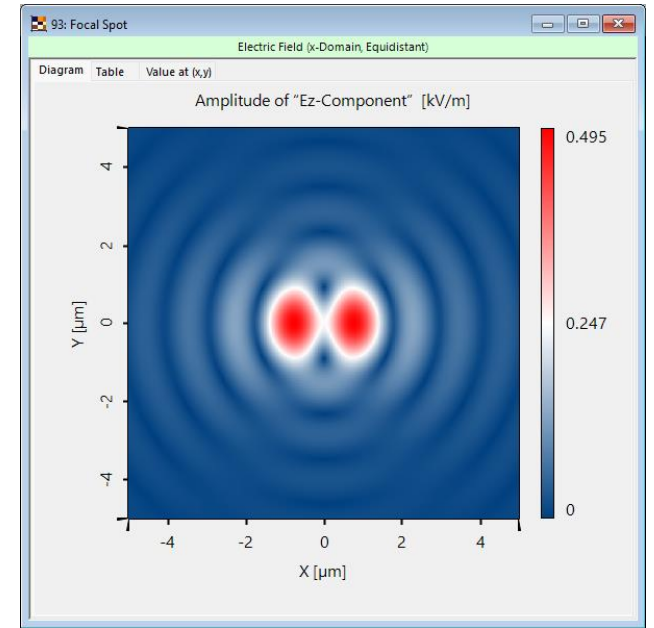 93: Focal Spot
Electric Field (x-Domain, Equidistant)
Diagram Table Value at (x,y)
Amplitude of "Ez-Component" [kV/m]
0.495
0.247
0
Y [µm]
4
2
0
-2
-4
-4 -2 0 2 4
X [µm]